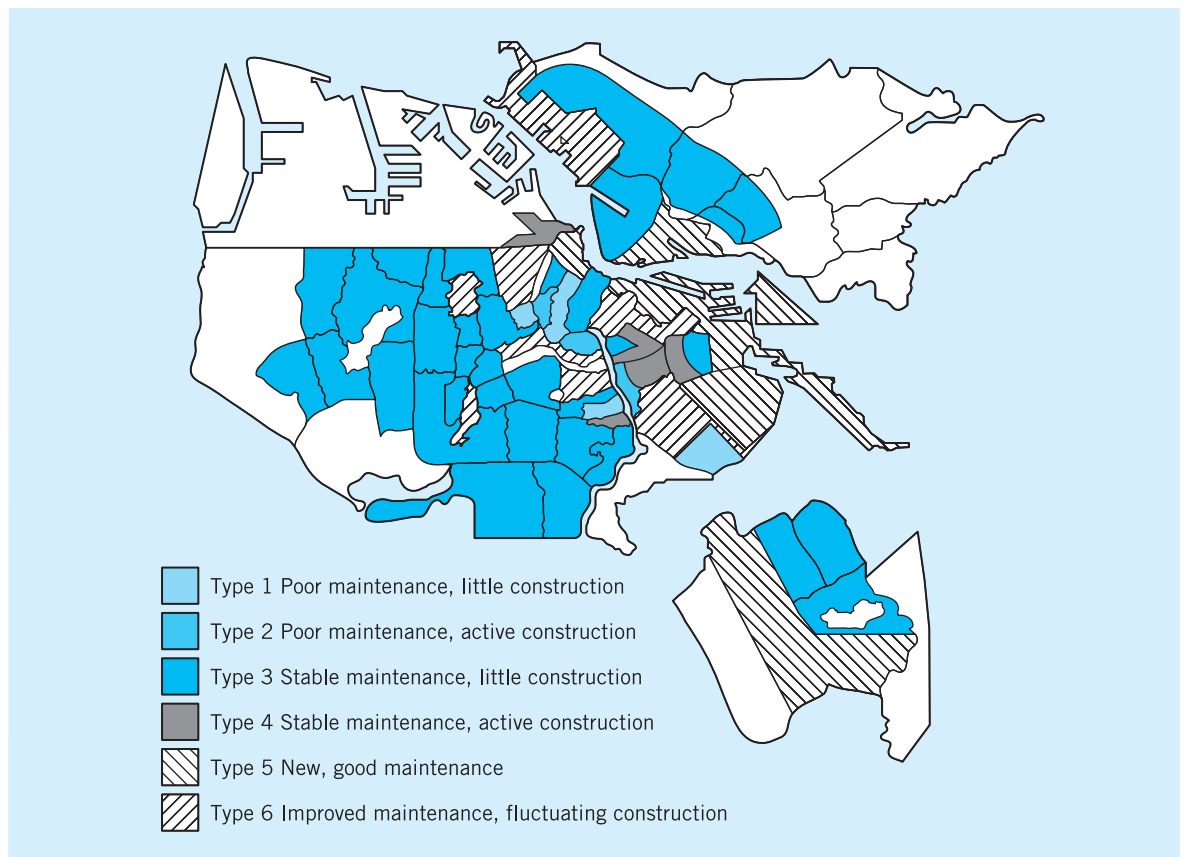 Type 1 Poor maintenance, little construction
Type 2 Poor maintenance, active construction
Type 3 Stable maintenance, little construction
Type 4 Stable maintenance, active construction
Type 5 New, good maintenance
Type 6 Improved maintenance, fluctuating construction